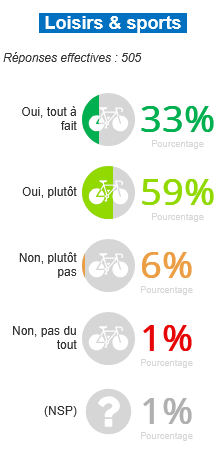 Loisirs & sports
Réponses effectives : 505
Oui, tout à
fait
33%
Pourcentage
Oui, plutôt
59%
Pourcentage
Non, plutôt
pas
6%
Pourcentage
Non, pas du
tout
1%
Pourcentage
(NSP)
?
1%
Pourcentage